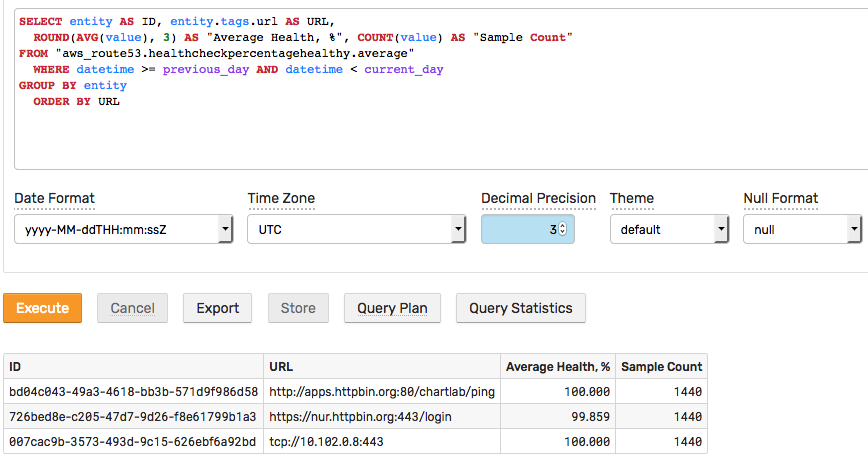 SELECT entity AS ID, entity.tags.url AS URL,
ROUND(AVG(value), 3) AS "Average Health, %", COUNT(value) AS "Sample Count"
FROM "aws_route53.healthcheckpercentagehealthy.average"
WHERE datetime >= previous_day AND datetime < current_day
GROUP BY entity
ORDER BY URL
Date Format Time Zone Decimal Precision Theme Null Format
yyyy-MM-ddTHH:mm:ssZ UTC 3 default null
Execute Cancel Export Store Query Plan Query Statistics
ID URL Average Health, % Sample Count
bd04c043-49a3-4618-bb3b-571d9f986d58 http://apps.httpbin.org:80/chartlab/ping 100.000 1440
726bed8e-c205-47d7-9d26-f8e61799b1a3 https://nur.httpbin.org:443/login 99.859 1440
007cac9b-3573-493d-9c15-626ebf6a92bd tcp://10.102.0.8:443 100.000 1440